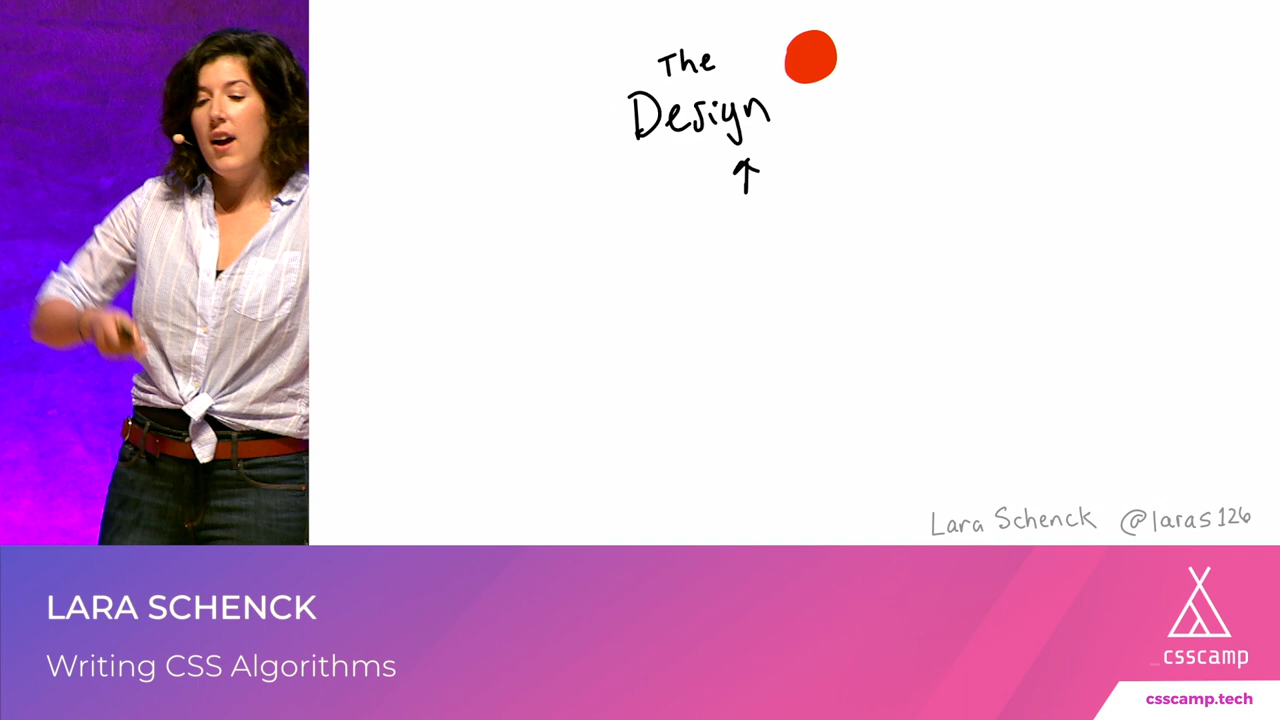 The
Design
Lara Schenck @laras126
LARA SCHENCK
Writing CSS Algorithms
csscamp
csscamp.tech